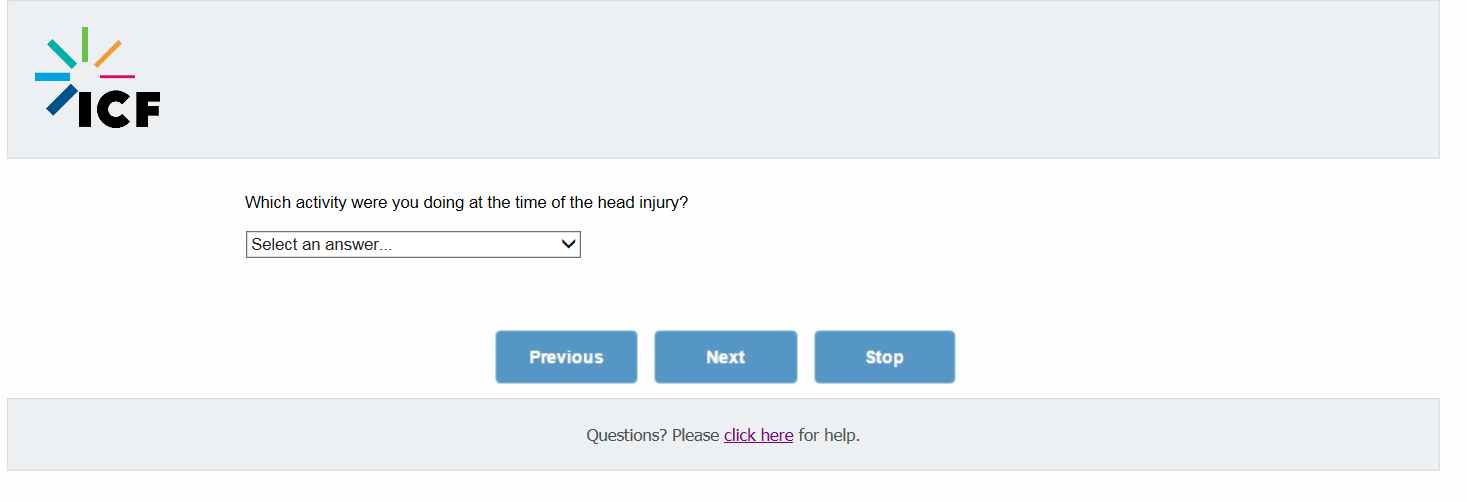 ICF
Which activity were you doing at the time of the head injury?
Select an answer...
Previous
Next
Stop
Questions? Please click here for help.